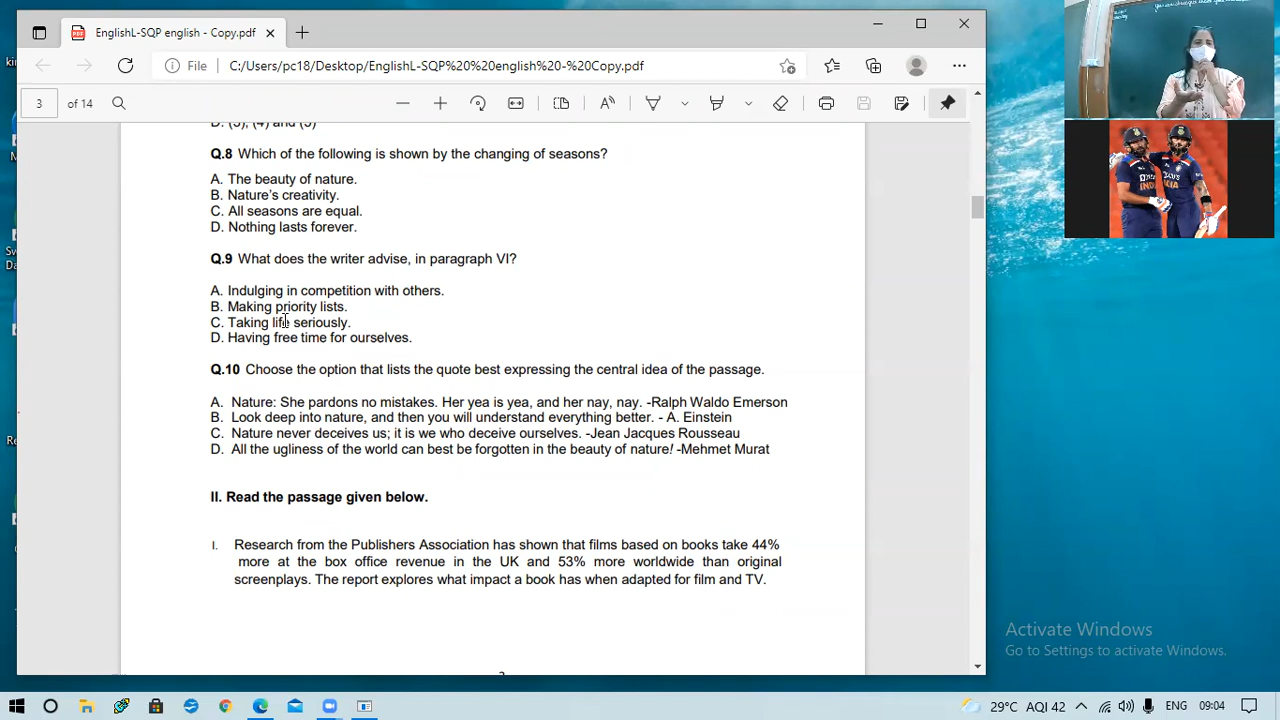 EnglishL-SQP english - Copy.pdf
File C:/Users/pc18/Desktop/EnglishL-SQP%20%20english%20-%20Copy.pdf
3 of 14
D. (3), (4) and (5)
Q.8 Which of the following is shown by the changing of seasons?
A. The beauty of nature.
B. Nature’s creativity.
C. All seasons are equal.
D. Nothing lasts forever.
Q.9 What does the writer advise, in paragraph VI?
A. Indulging in competition with others.
B. Making priority lists.
C. Taking life seriously.
D. Having free time for ourselves.
Q.10 Choose the option that lists the quote best expressing the central idea of the passage.
A. Nature: She pardons no mistakes. Her yea is yea, and her nay, nay. -Ralph Waldo Emerson
B. Look deep into nature, and then you will understand everything better. - A. Einstein
C. Nature never deceives us; it is we who deceive ourselves. -Jean Jacques Rousseau
D. All the ugliness of the world can best be forgotten in the beauty of nature! -Mehmet Murat
II. Read the passage given below.
I. Research from the Publishers Association has shown that films based on books take 44%
more at the box office revenue in the UK and 53% more worldwide than original
screenplays. The report explores what impact a book has when adapted for film and TV.
Activate Windows
Go to Settings to activate Windows.
29°C AQI 42 ENG 09:04